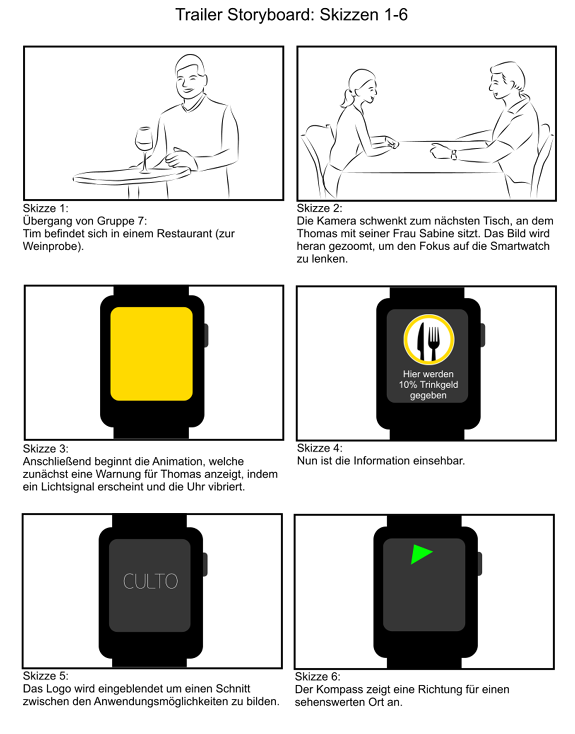 Trailer Storyboard: Skizzen 1-6
Skizze 1:
Übergang von Gruppe 7:
Tim befindet sich in einem Restaurant (zur
Weinprobe).
Skizze 2:
Die Kamera schwenkt zum nächsten Tisch, an dem
Thomas mit seiner Frau Sabine sitzt. Das Bild wird
heran gezoomt, um den Fokus auf die Smartwatch
zu lenken.
Skizze 3:
Anschließend beginnt die Animation, welche
zunächst eine Warnung für Thomas anzeigt, indem
ein Lichtsignal erscheint und die Uhr vibriert.
Hier werden
10% Trinkgeld
gegeben
Skizze 4:
Nun ist die Information einsehbar.
CULTO
Skizze 5:
Das Logo wird eingeblendet um einen Schnitt
zwischen den Anwendungsmöglichkeiten zu bilden.
Skizze 6:
Der Kompass zeigt eine Richtung für einen
sehenswerten Ort an.